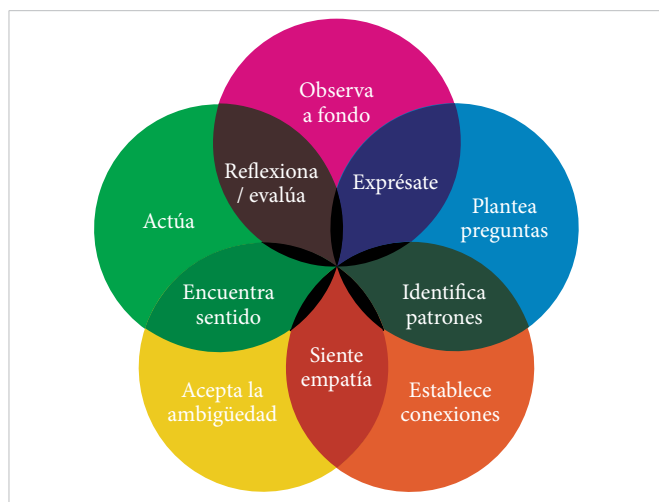 Observa
a fondo
Reflexiona
/ evalúa
Exprésate
Actúa
Plantea
preguntas
Encuentra
sentido
Identifica
patrones
Siente
empatía
Acepta la
ambigüedad
Establece
conexiones